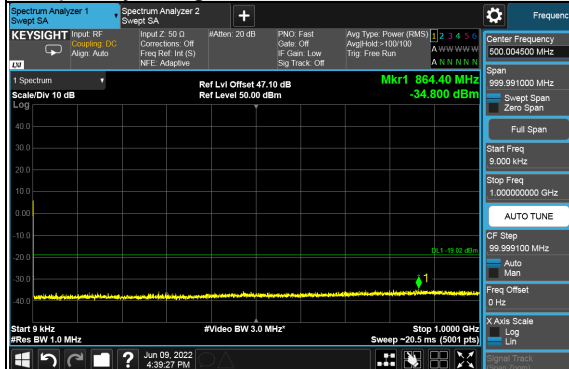 Spectrum Analyzer 1
Swept SA
Spectrum Analyzer 2
Swept SA
+
Frequenc
KEYSIGHT
Input: RF
Coupling: DC
Align: Auto
Input Z: 50 Ω
Corrections: Off
Freq Ref: Int (S)
NFE: Adaptive
#Atten: 20 dB
PNO: Fast
Gate: Off
IF Gain: Low
Sig Track: Off
Avg Type: Power (RMS)
Avg|Hold:>100/100
Trig: Free Run
1 2 3 4 5 6
A W W W W W
A N N N N N
LXI
1 Spectrum
Scale/Div 10 dB
Log
Ref Lvl Offset 47.10 dB
Ref Level 50.00 dBm
Mkr1 864.40 MHz
-34.800 dBm
40.0
30.0
20.0
10.0
0.00
-10.0
-20.0
-30.0
-40.0
DL1 -19.02 dBm
1
Start 9 kHz
#Res BW 1.0 MHz
#Video BW 3.0 MHz*
Stop 1.0000 GHz
Sweep ~20.5 ms (5001 pts)
?
Jun 09, 2022
4:39:27 PM
Center Frequency
500.004500 MHz
Span
999.991000 MHz
Swept Span
Zero Span
Full Span
Start Freq
9.000 kHz
Stop Freq
1.000000000 GHz
AUTO TUNE
CF Step
99.999100 MHz
Auto
Man
Freq Offset
0 Hz
X Axis Scale
Log
Lin
Signal Track